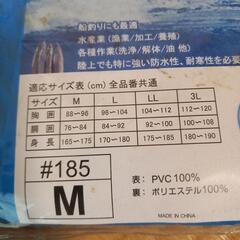 船釣りにも最適
水産業(漁業/加工/養殖)
各種作業(洗浄/解体/油 他)
陸上でも特に強い防水性、耐寒性を必要
適応サイズ表(cm)全品番共通
サイズ M L LL 3L
胸囲 88〜96 96〜104 104〜112 112〜120
胴囲 76〜84 84〜92 92〜100 100〜108
身長 165〜175 170〜180 175〜185 180〜190
#185
M
表: PVC100%
裏: ポリエステル100%
MADE IN CHINA